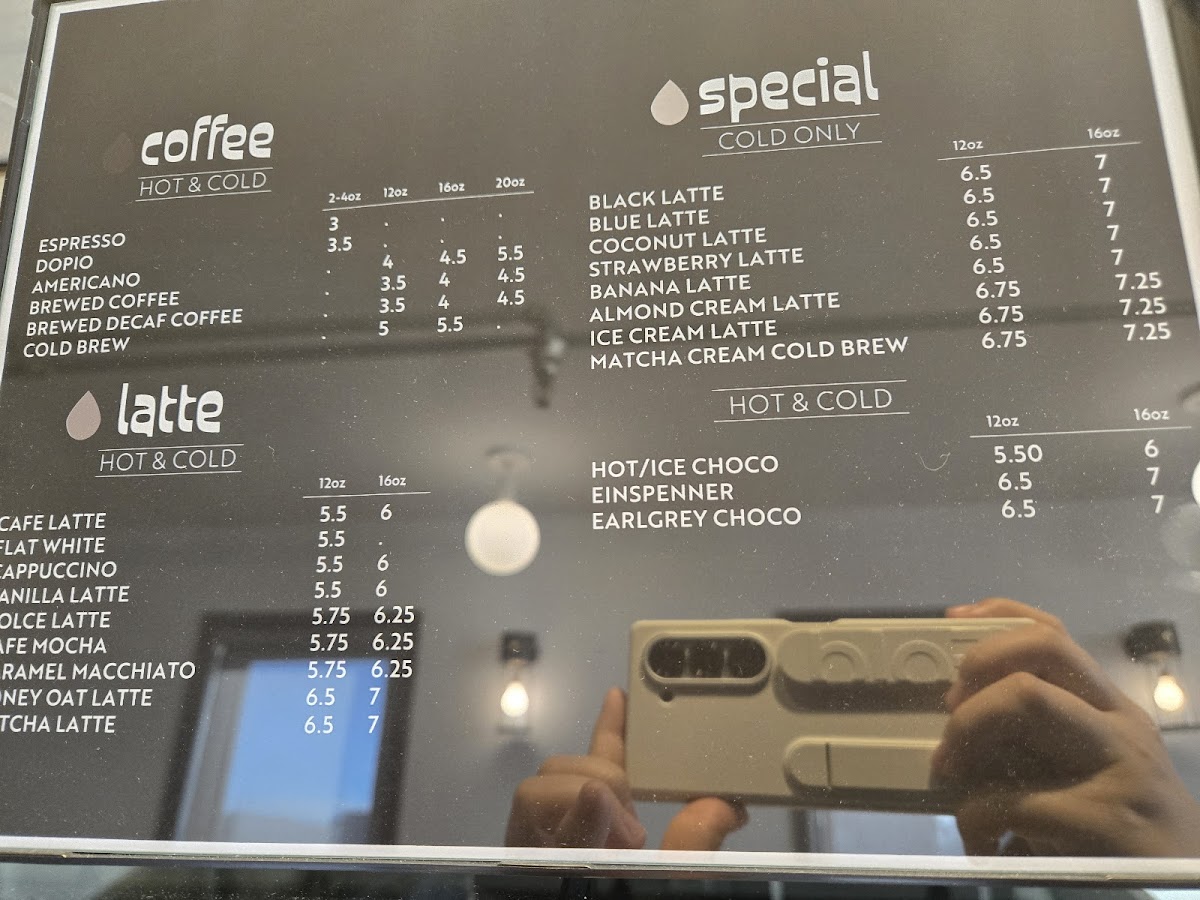 coffee
HOT & COLD
2-4oz 12oz 16oz 20oz
ESPRESSO 3 . . .
DOPIO 3.5 . . .
AMERICANO . 4 4.5 5.5
BREWED COFFEE . 3.5 4 4.5
BREWED DECAF COFFEE . 3.5 4 4.5
COLD BREW . 5 5.5 .
latte
HOT & COLD
12oz 16oz
CAFE LATTE 5.5 6
FLAT WHITE 5.5 .
CAPPUCCINO 5.5 6
ANILLA LATTE 5.5 6
OLCE LATTE 5.75 6.25
AFE MOCHA 5.75 6.25
ARAMEL MACCHIATO 5.75 6.25
ONEY OAT LATTE 6.5 7
TCHA LATTE 6.5 7
special
COLD ONLY
12oz 16oz
BLACK LATTE 6.5 7
BLUE LATTE 6.5 7
COCONUT LATTE 6.5 7
STRAWBERRY LATTE 6.5 7
BANANA LATTE 6.5 7
ALMOND CREAM LATTE 6.75 7.25
ICE CREAM LATTE 6.75 7.25
MATCHA CREAM COLD BREW 6.75 7.25
HOT & COLD
12oz 16oz
HOT/ICE CHOCO 5.50 6
EINSPENNER 6.5 7
EARLGREY CHOCO 6.5 7